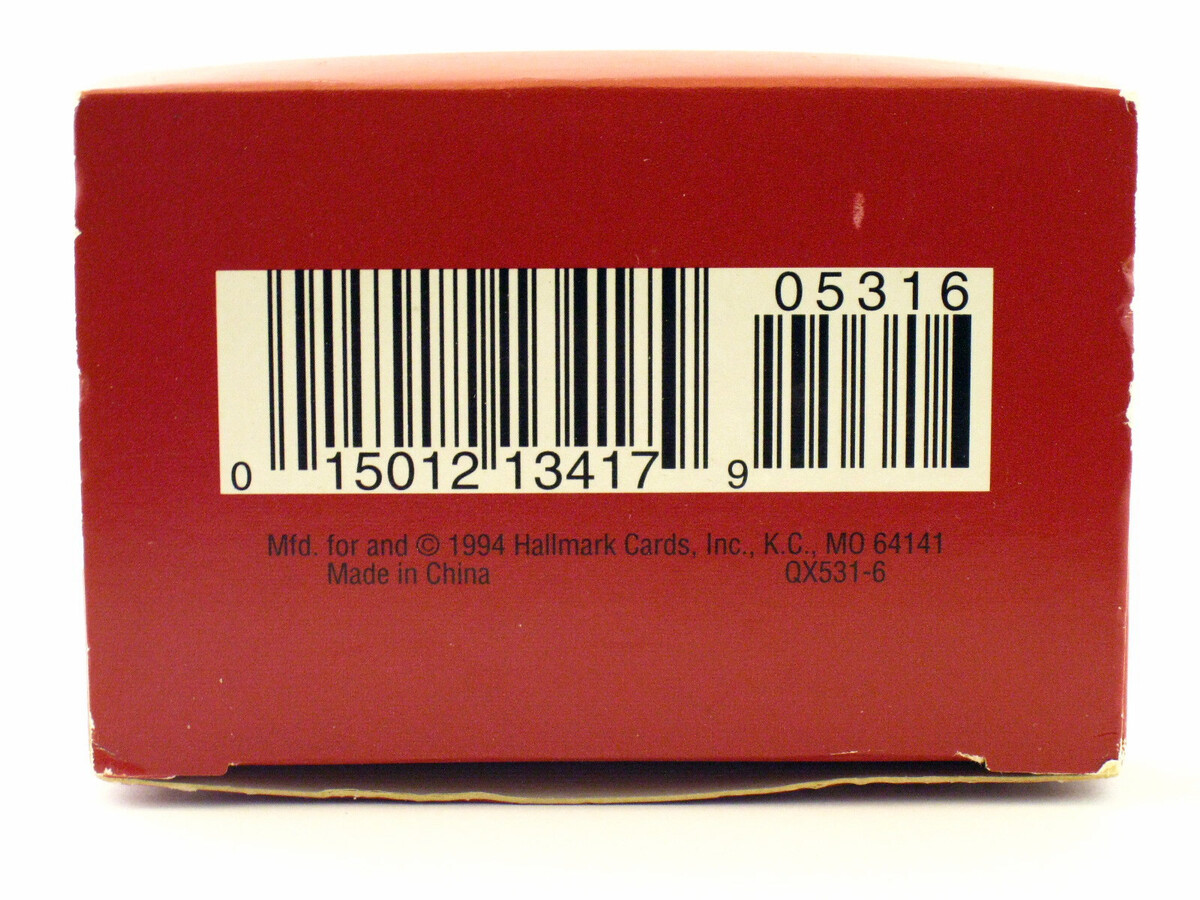 05316
0 15012 13417 9
Mfd. for and © 1994 Hallmark Cards, Inc., K.C., MO 64141
Made in China QX531-6